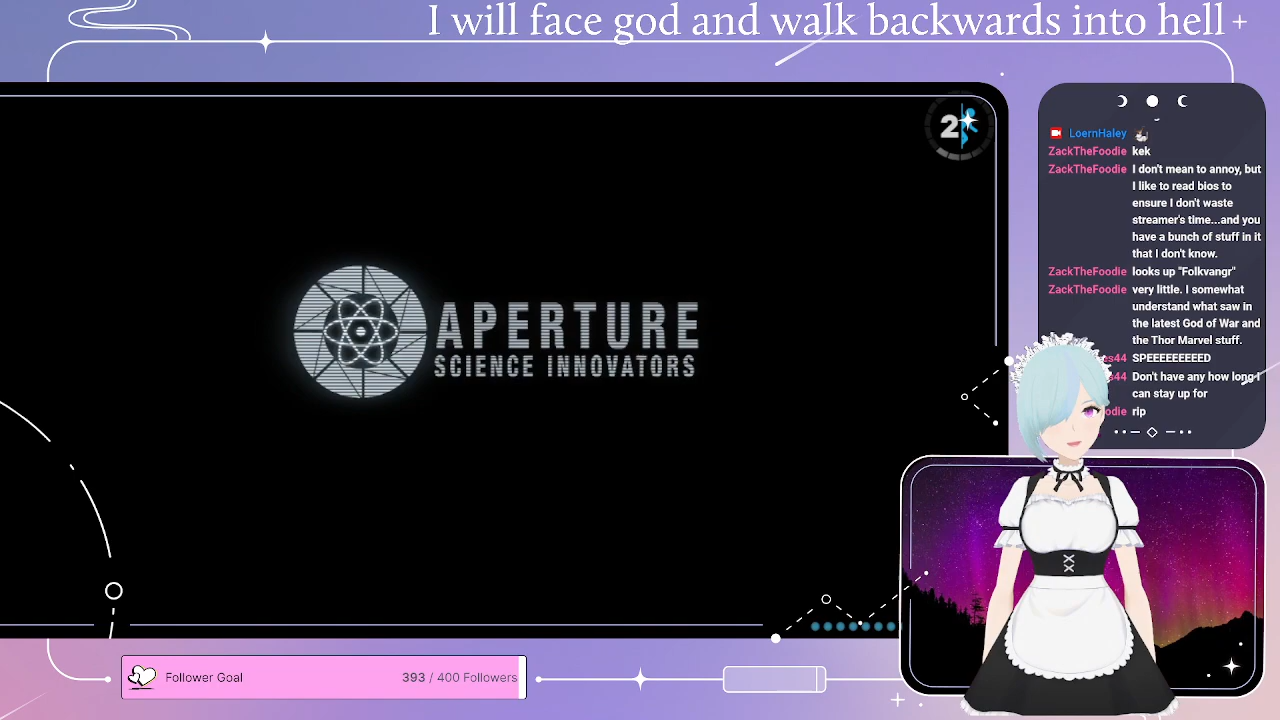 I will face god and walk backwards into hell
2
APERTURE
SCIENCE INNOVATORS
LoernHaley
ZackTheFoodie kek
ZackTheFoodie I don't mean to annoy, but
I like to read bios to
ensure I don't waste
streamer's time...and you
have a bunch of stuff in it
that I don't know.
ZackTheFoodie looks up "Folkvangr"
ZackTheFoodie very little. I somewhat
understand what saw in
the latest God of War and
the Thor Marvel stuff.
s44 SPEEEEEEEEED
s44 Don't have any how long I
can stay up for
odie rip
Follower Goal 393 / 400 Followers